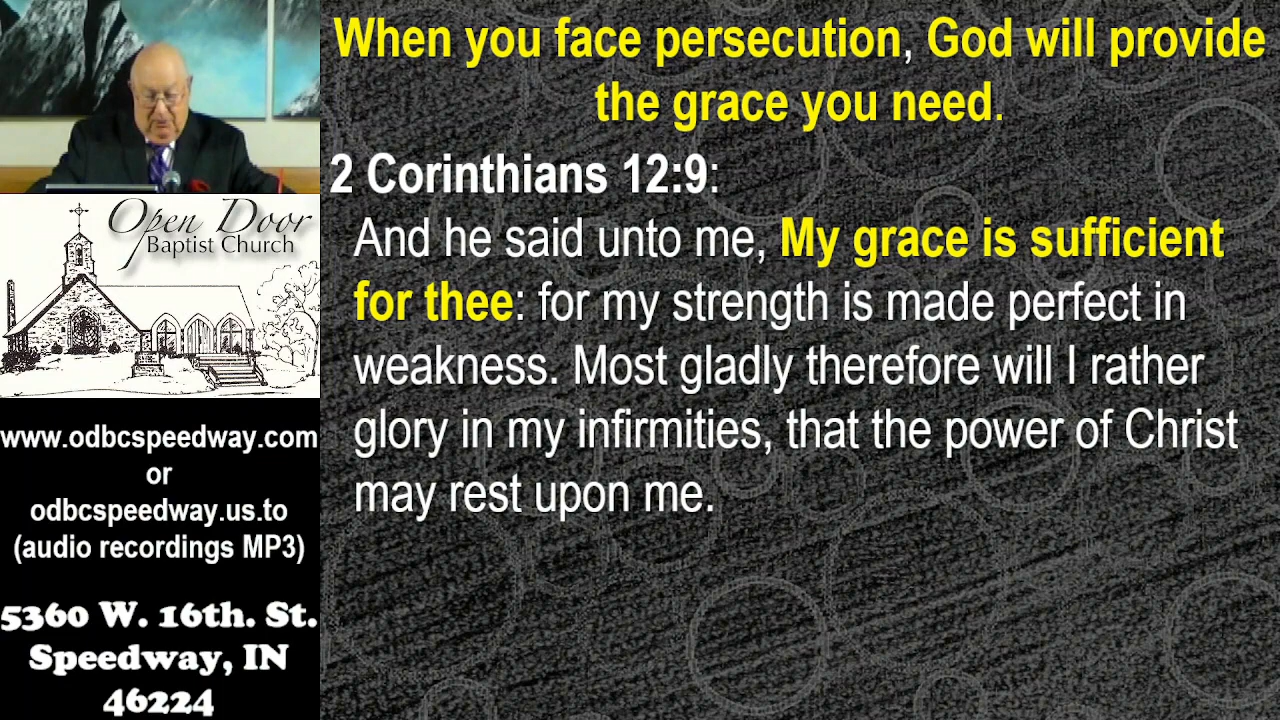 When you face persecution, God will provide
the grace you need.
2 Corinthians 12:9:
And he said unto me, My grace is sufficient
for thee: for my strength is made perfect in
weakness. Most gladly therefore will I rather
glory in my infirmities, that the power of Christ
may rest upon me.
Open Door
Baptist Church
www.odbcspeedway.com
or
odbcspeedway.us.to
(audio recordings MP3)
5360 W. 16th. St.
Speedway, IN
46224